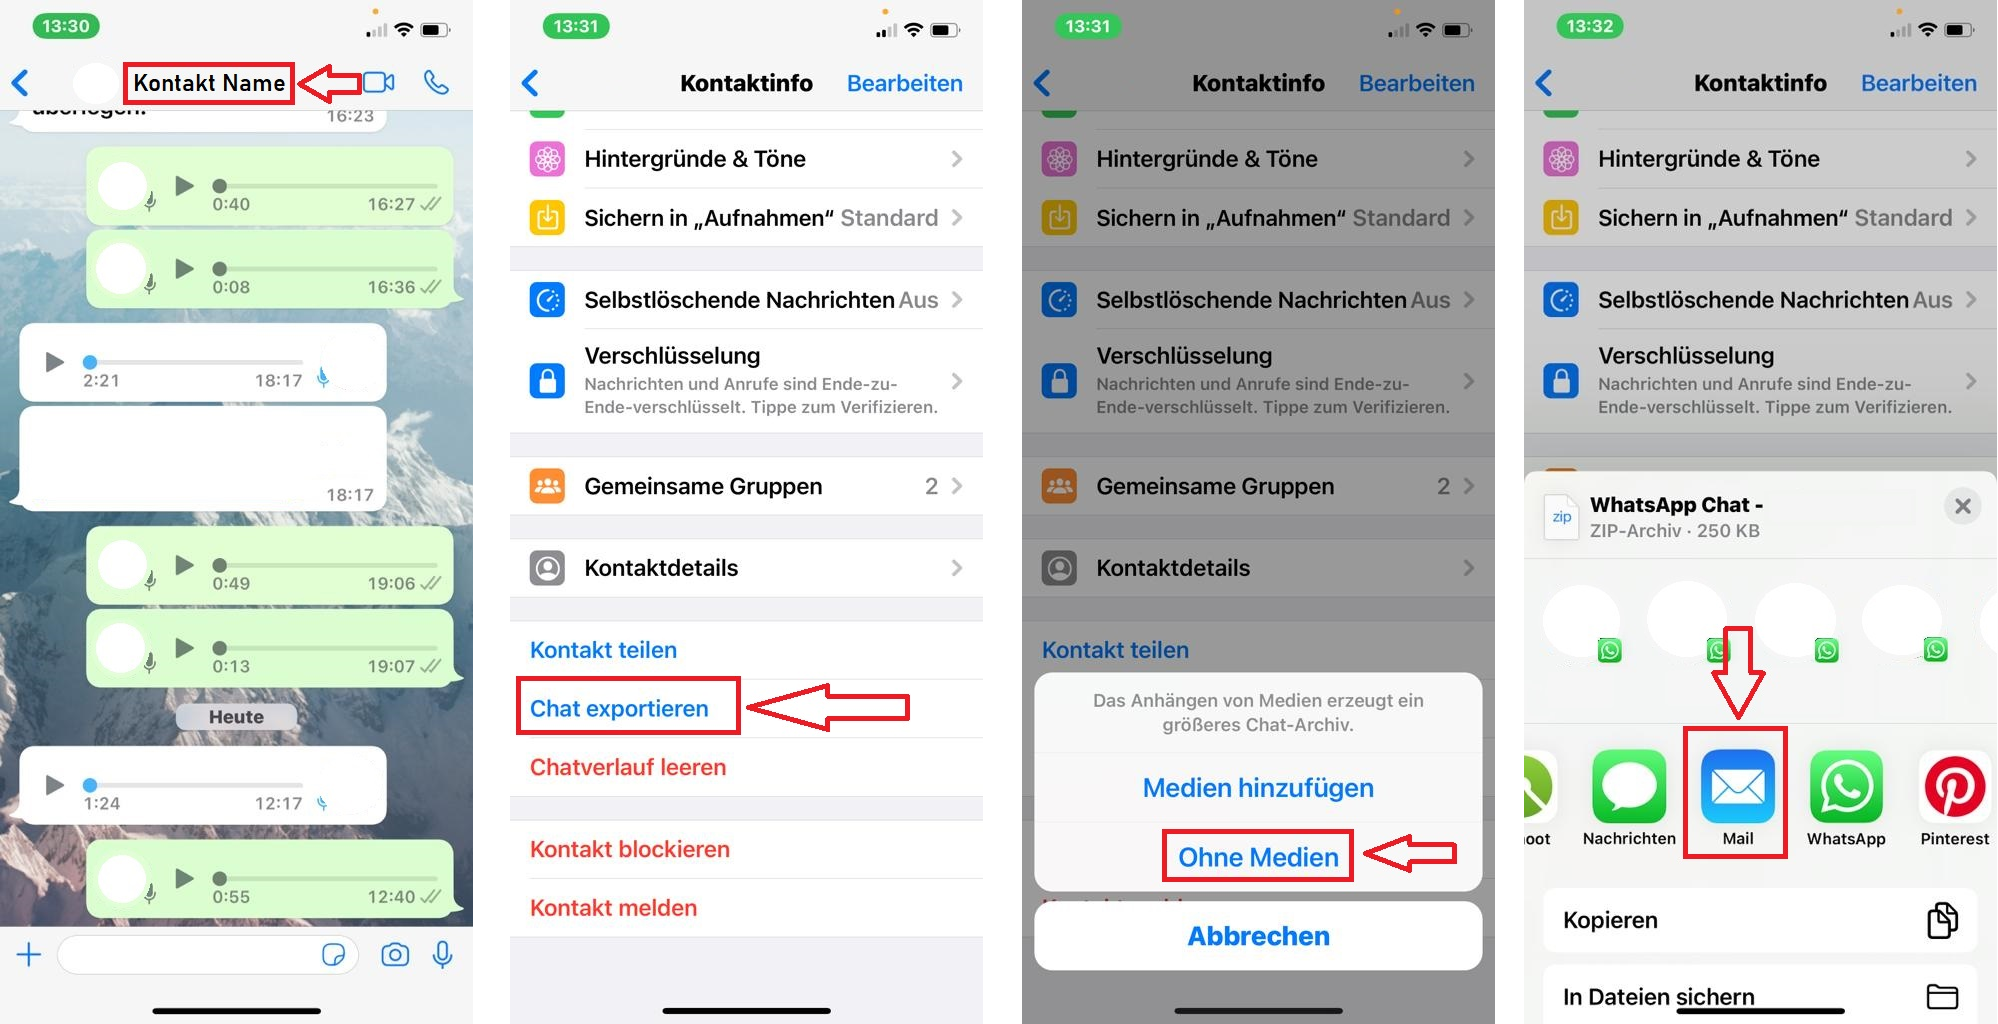 13:30
Kontakt Name
überlegen.
16:23
0:40
16:27
0:08
16:36
2:21
18:17
18:17
0:49
19:06
0:13
19:07
Heute
1:24
12:17
0:55
12:40
13:31
Kontaktinfo
Bearbeiten
Hintergründe & Töne
Sichern in „Aufnahmen“ Standard
Selbstlöschende Nachrichten Aus
Verschlüsselung
Nachrichten und Anrufe sind Ende-zu-
Ende-verschlüsselt. Tippe zum Verifizieren.
Gemeinsame Gruppen 2
Kontaktdetails
Kontakt teilen
Chat exportieren
Chatverlauf leeren
Kontakt blockieren
Kontakt melden
13:31
Kontaktinfo
Bearbeiten
Hintergründe & Töne
Sichern in „Aufnahmen“ Standard
Selbstlöschende Nachrichten Aus
Verschlüsselung
Nachrichten und Anrufe sind Ende-zu-
Ende-verschlüsselt. Tippe zum Verifizieren.
Gemeinsame Gruppen 2
Kontaktdetails
Kontakt teilen
Das Anhängen von Medien erzeugt ein
größeres Chat-Archiv.
Medien hinzufügen
Ohne Medien
Abbrechen
13:32
Kontaktinfo
Bearbeiten
Hintergründe & Töne
Sichern in „Aufnahmen“ Standard
Selbstlöschende Nachrichten Aus
Verschlüsselung
Nachrichten und Anrufe sind Ende-zu-
Ende-verschlüsselt. Tippe zum Verifizieren.
zip
WhatsApp Chat -
ZIP-Archiv · 250 KB
oot
Nachrichten
Mail
WhatsApp
Pinterest
Kopieren
In Dateien sichern